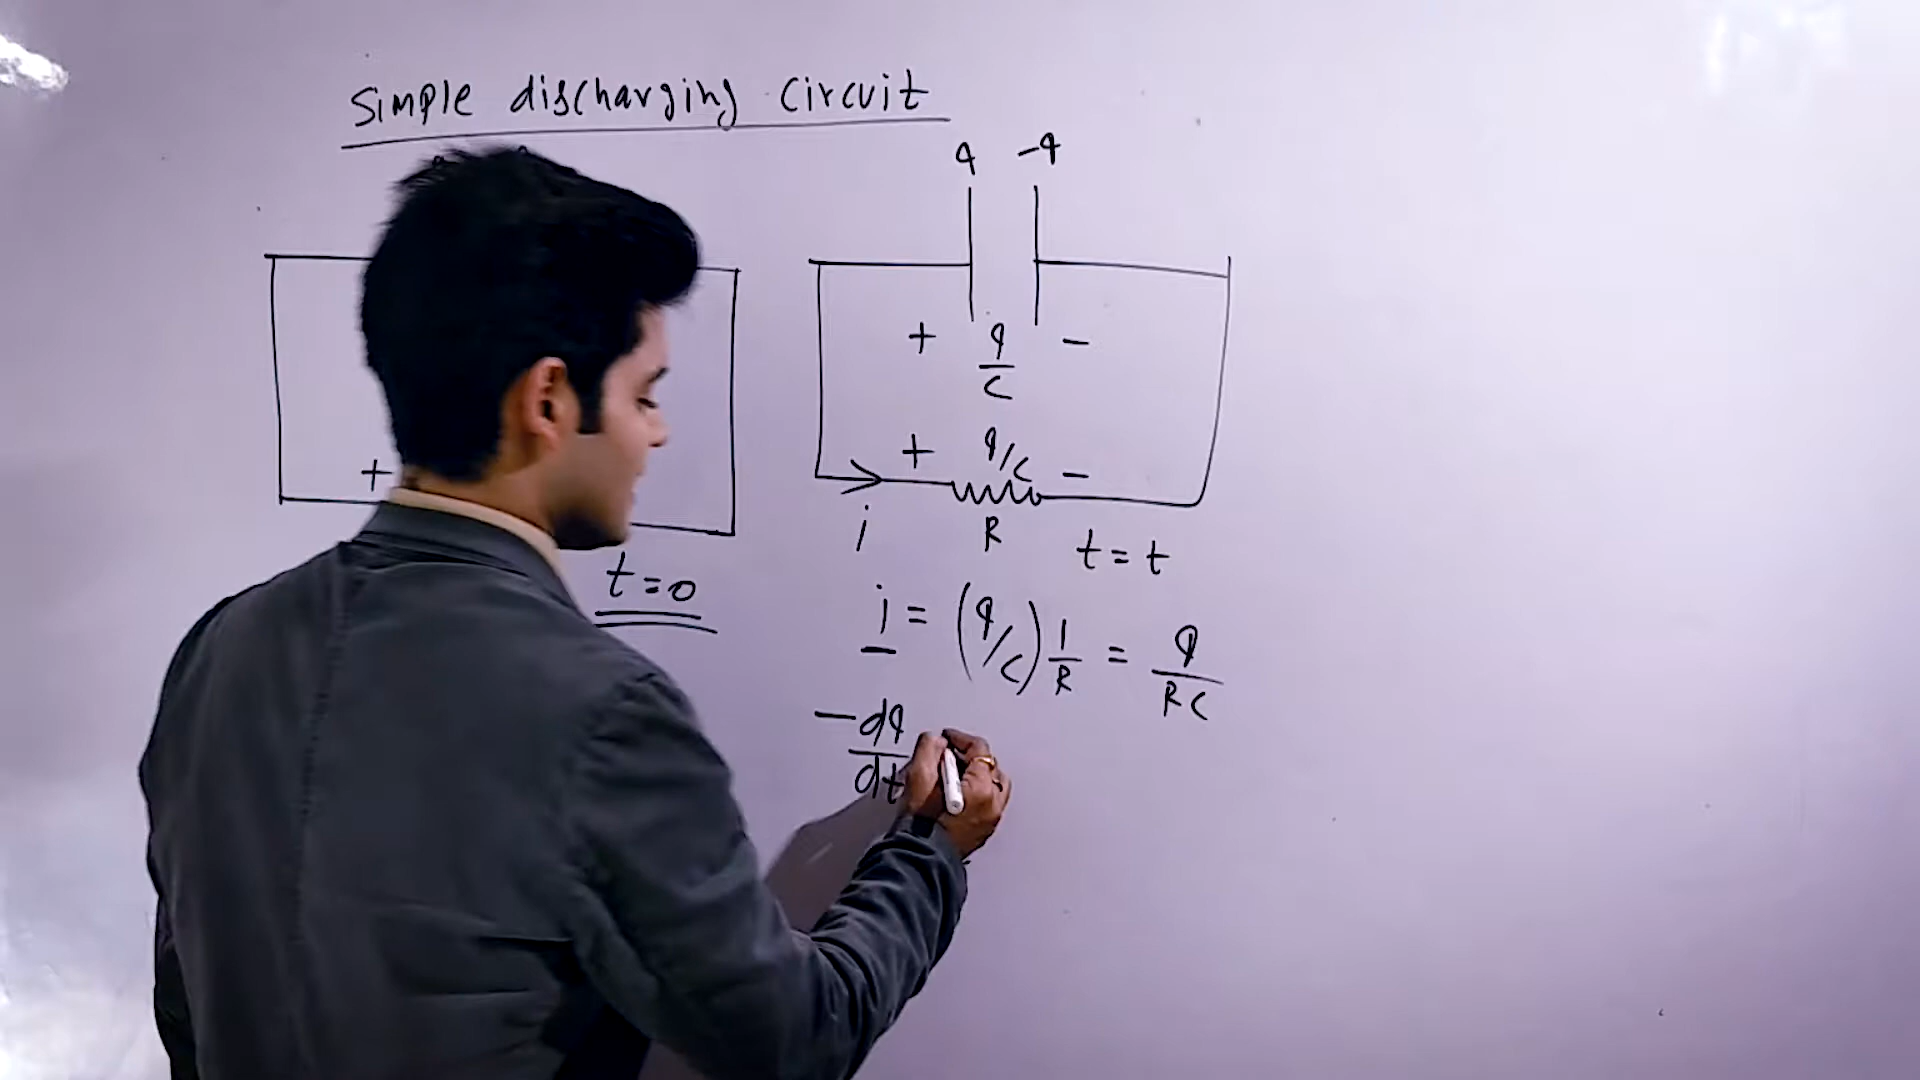 Simple discharging circuit
q -q
+ q/C -
+ q/C -
+
i R t = t
t = 0
i = (q/C) 1/R = q/RC
-dq/dt